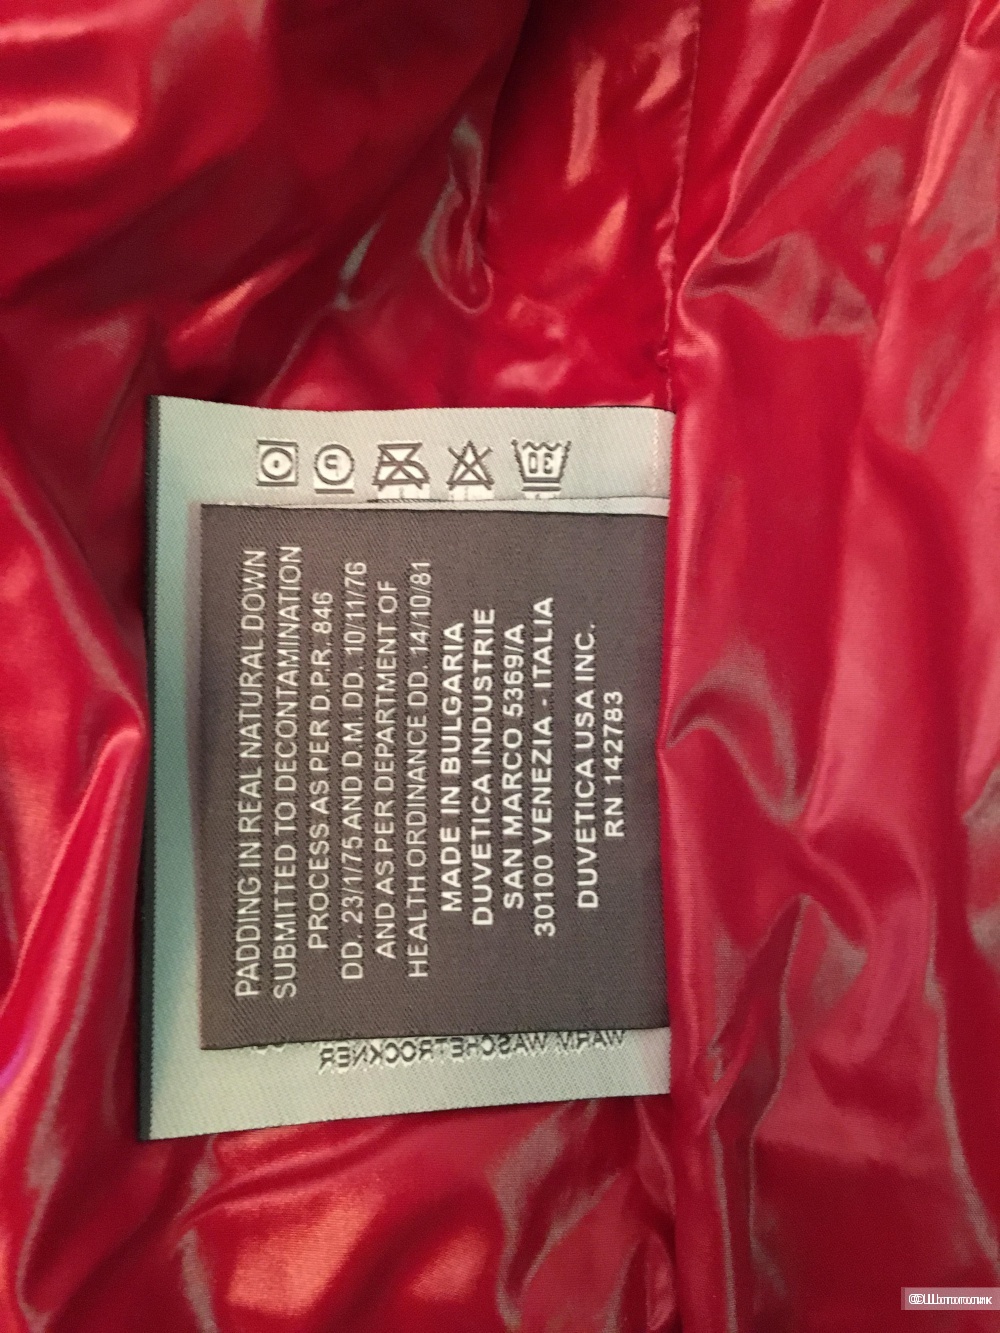 PADDING IN REAL NATURAL DOWN
SUBMITTED TO DECONTAMINATION
PROCESS AS PER D.P.R. 846
DD. 23/1/75 AND D.M. DD. 10/11/76
AND AS PER DEPARTMENT OF
HEALTH ORDINANCE DD. 14/10/81
MADE IN BULGARIA
DUVETICA INDUSTRIE
SAN MARCO 5369/A
30100 VENEZIA - ITALIA
DUVETICA USA INC.
RN 142783
WARM WASCHETROCKNER